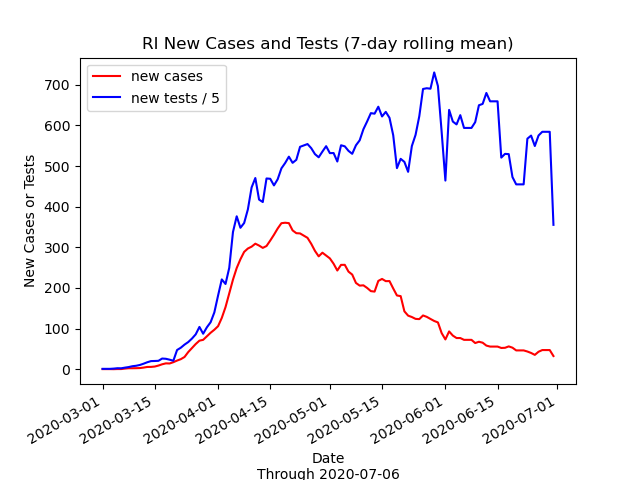 RI New Cases and Tests (7-day rolling mean)
new cases
new tests / 5
New Cases or Tests
700
600
500
400
300
200
100
0
2020-03-01
2020-03-15
2020-04-01
2020-04-15
2020-05-01
2020-05-15
2020-06-01
2020-06-15
2020-07-01
Date
Through 2020-07-06